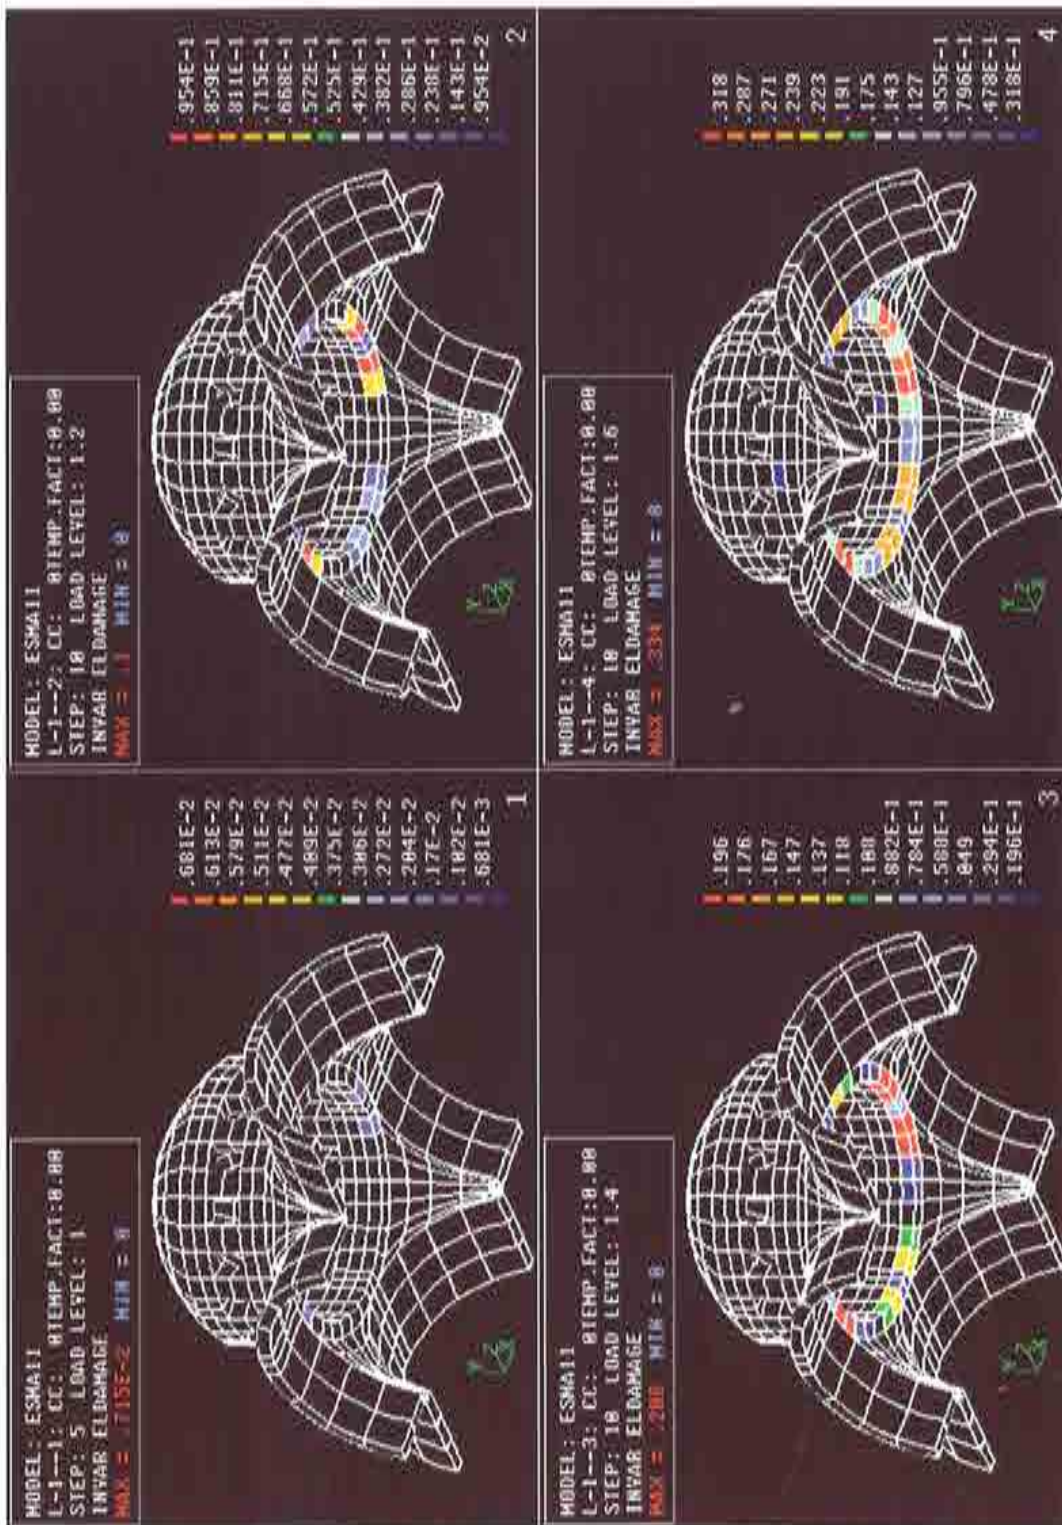 MODEL: ESMA11
L-1--1: CC: 0TEMP.FACT:0.00
STEP: 5 LOAD LEVEL: 1
INVAR ELDAMAGE
MAX = .715E-2 MIN = 0
.681E-2
.613E-2
.579E-2
.511E-2
.477E-2
.409E-2
.375E-2
.306E-2
.272E-2
.204E-2
.17E-2
.102E-2
.681E-3
Y
Z
X
1
MODEL: ESMA11
L-1--2: CC: 0TEMP.FACT:0.00
STEP: 10 LOAD LEVEL: 1.2
INVAR ELDAMAGE
MAX = .1 MIN = 0
.954E-1
.859E-1
.811E-1
.715E-1
.668E-1
.572E-1
.525E-1
.429E-1
.382E-1
.286E-1
.238E-1
.143E-1
.954E-2
Y
Z
X
2
MODEL: ESMA11
L-1--3: CC: 0TEMP.FACT:0.00
STEP: 10 LOAD LEVEL: 1.4
INVAR ELDAMAGE
MAX = .206 MIN = 0
.196
.176
.167
.147
.137
.118
.108
.882E-1
.784E-1
.588E-1
.049
.294E-1
.196E-1
Y
Z
X
3
MODEL: ESMA11
L-1--4: CC: 0TEMP.FACT:0.00
STEP: 10 LOAD LEVEL: 1.6
INVAR ELDAMAGE
MAX = .334 MIN = 0
.318
.287
.271
.239
.223
.191
.175
.143
.127
.955E-1
.796E-1
.478E-1
.318E-1
Y
Z
X
4